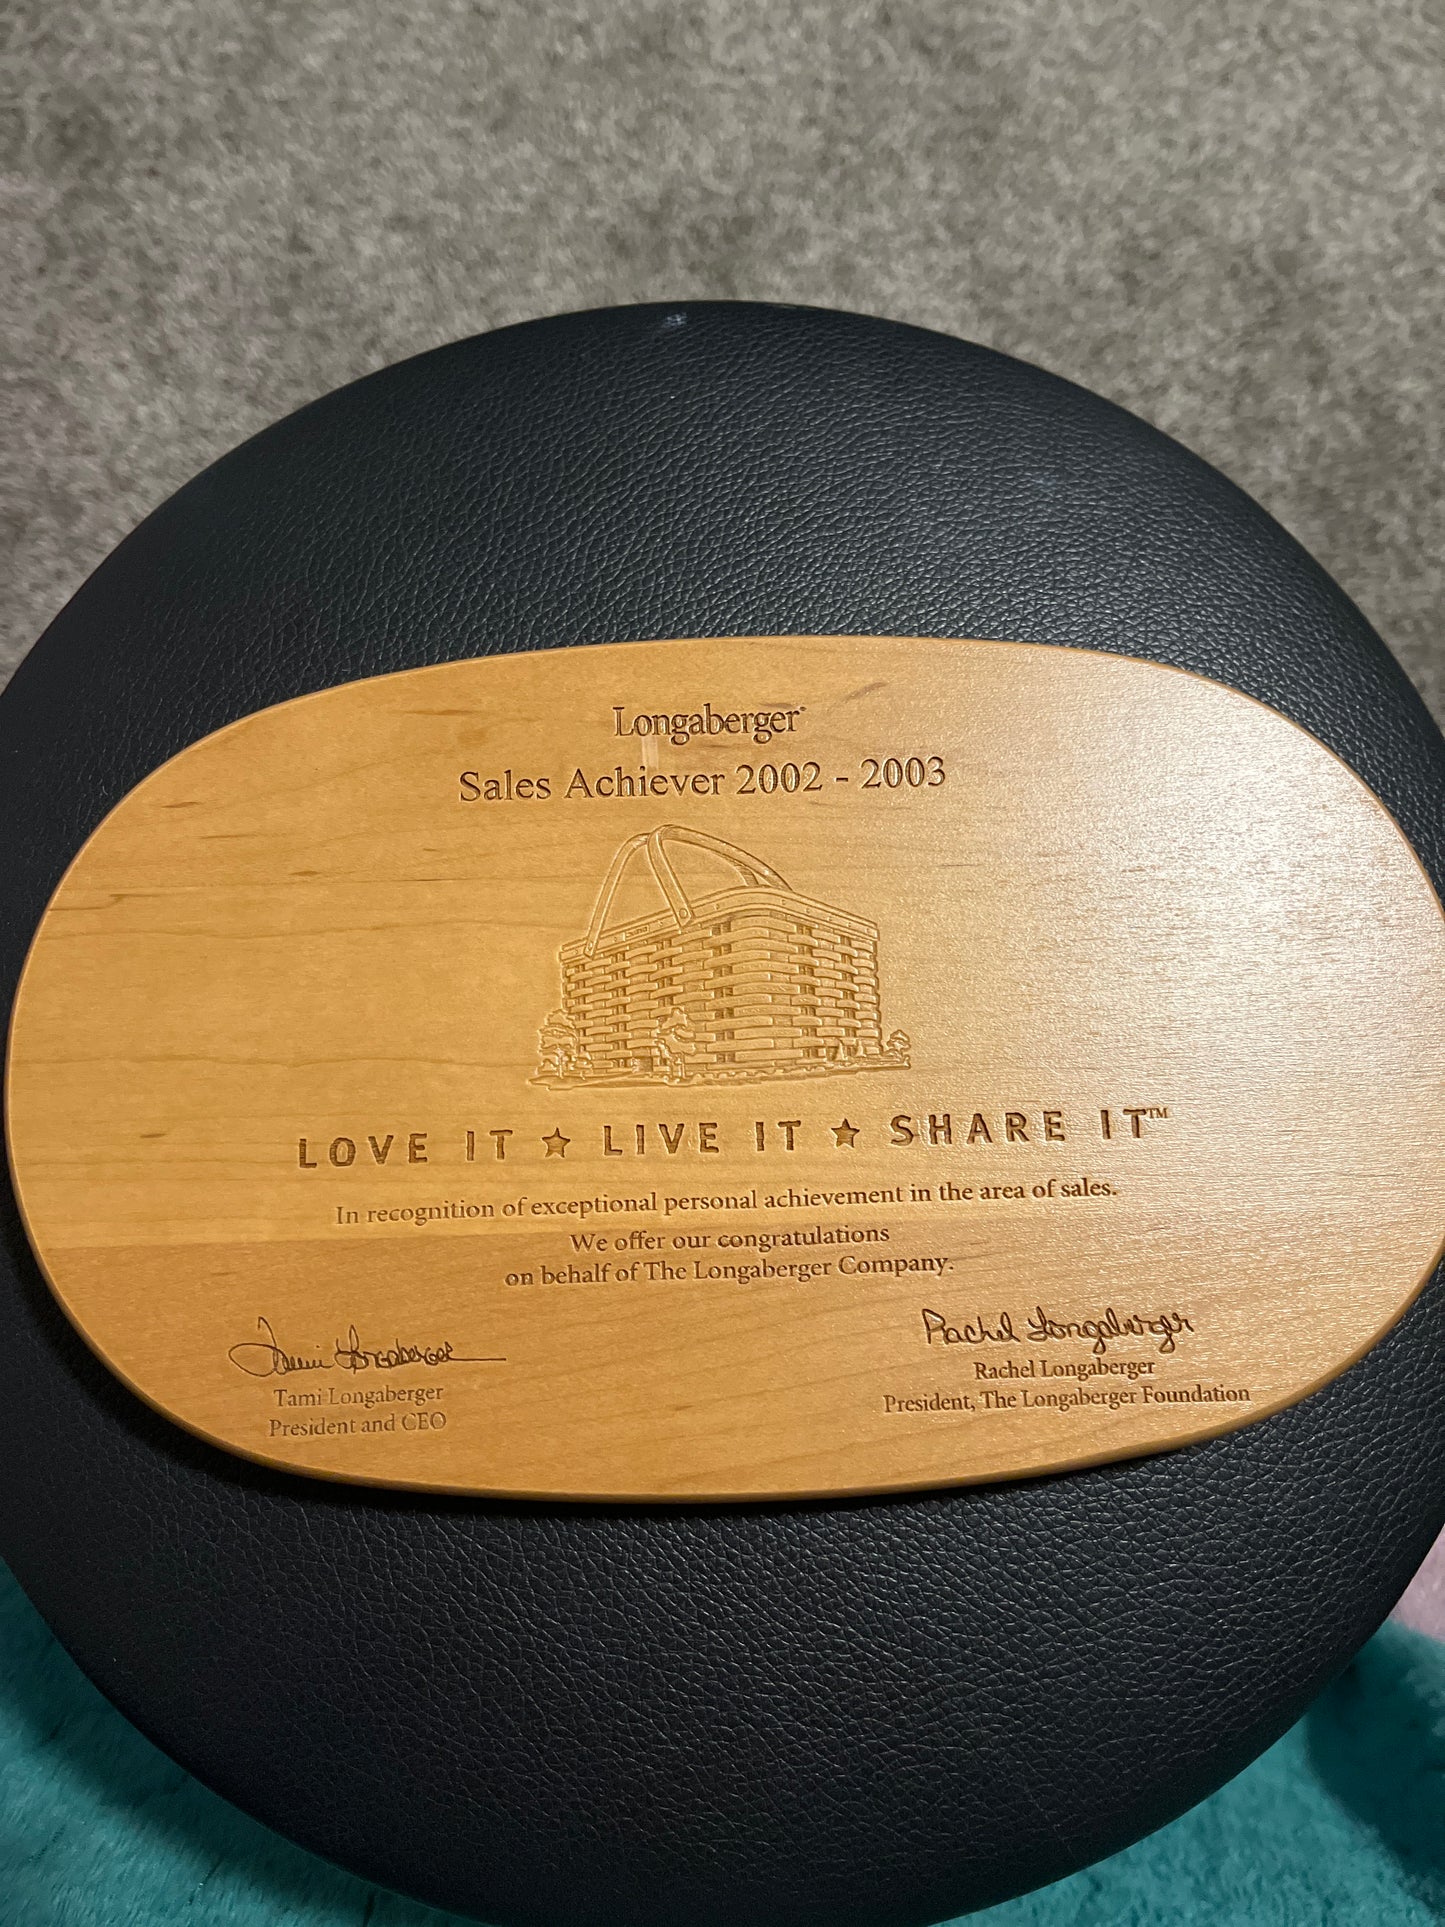 Longaberger®
Sales Achiever 2002 - 2003
LOVE IT ★ LIVE IT ★ SHARE IT™
In recognition of exceptional personal achievement in the area of sales.
We offer our congratulations
on behalf of The Longaberger Company.
Tami Longaberger
Rachel Longaberger
Tami Longaberger
President and CEO
Rachel Longaberger
President, The Longaberger Foundation